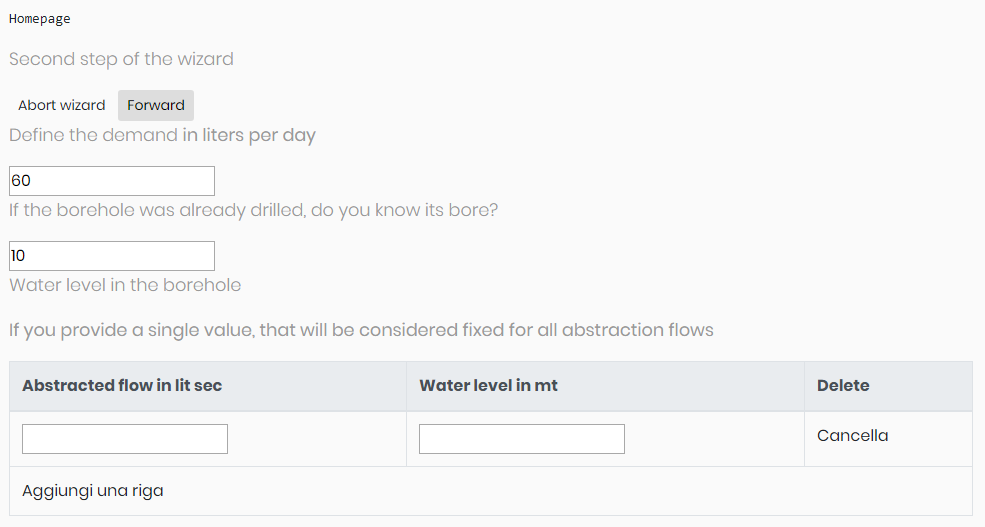 Homepage
Second step of the wizard
Abort wizard Forward
Define the demand in liters per day
60
If the borehole was already drilled, do you know its bore?
10
Water level in the borehole
If you provide a single value, that will be considered fixed for all abstraction flows
Abstracted flow in lit sec Water level in mt Delete
Cancella
Aggiungi una riga